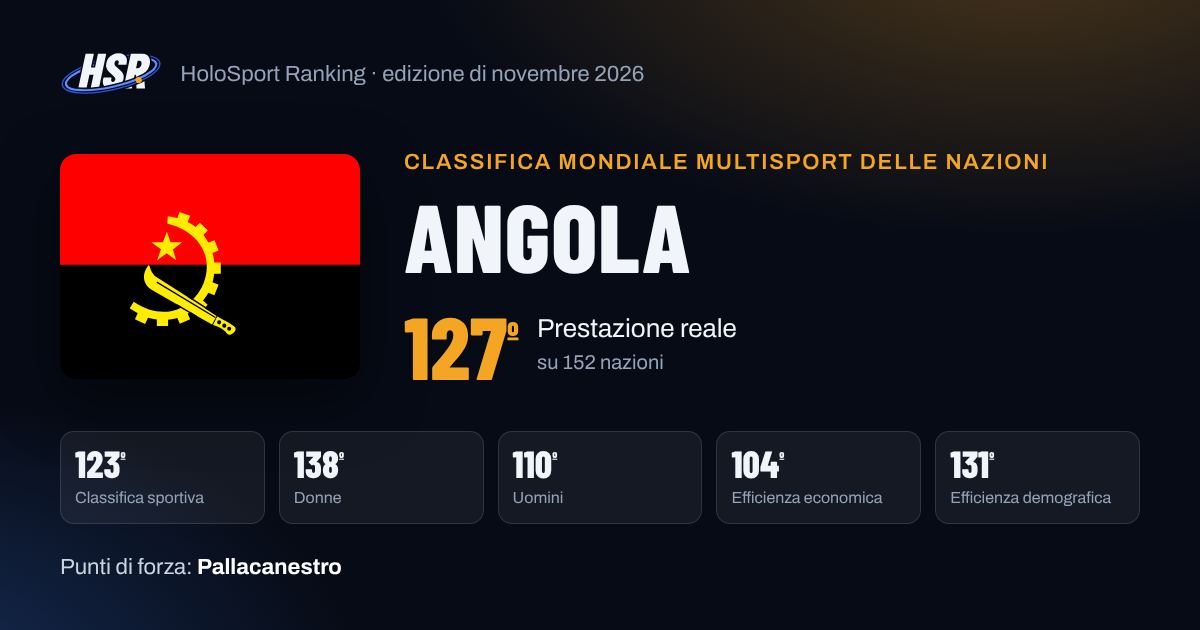 HSR
HoloSport Ranking · edizione di novembre 2026
CLASSIFICA MONDIALE MULTISPORT DELLE NAZIONI
ANGOLA
127º
Prestazione reale
su 152 nazioni
123º
Classifica sportiva
138º
Donne
110º
Uomini
104º
Efficienza economica
131º
Efficienza demografica
Punti di forza: Pallacanestro